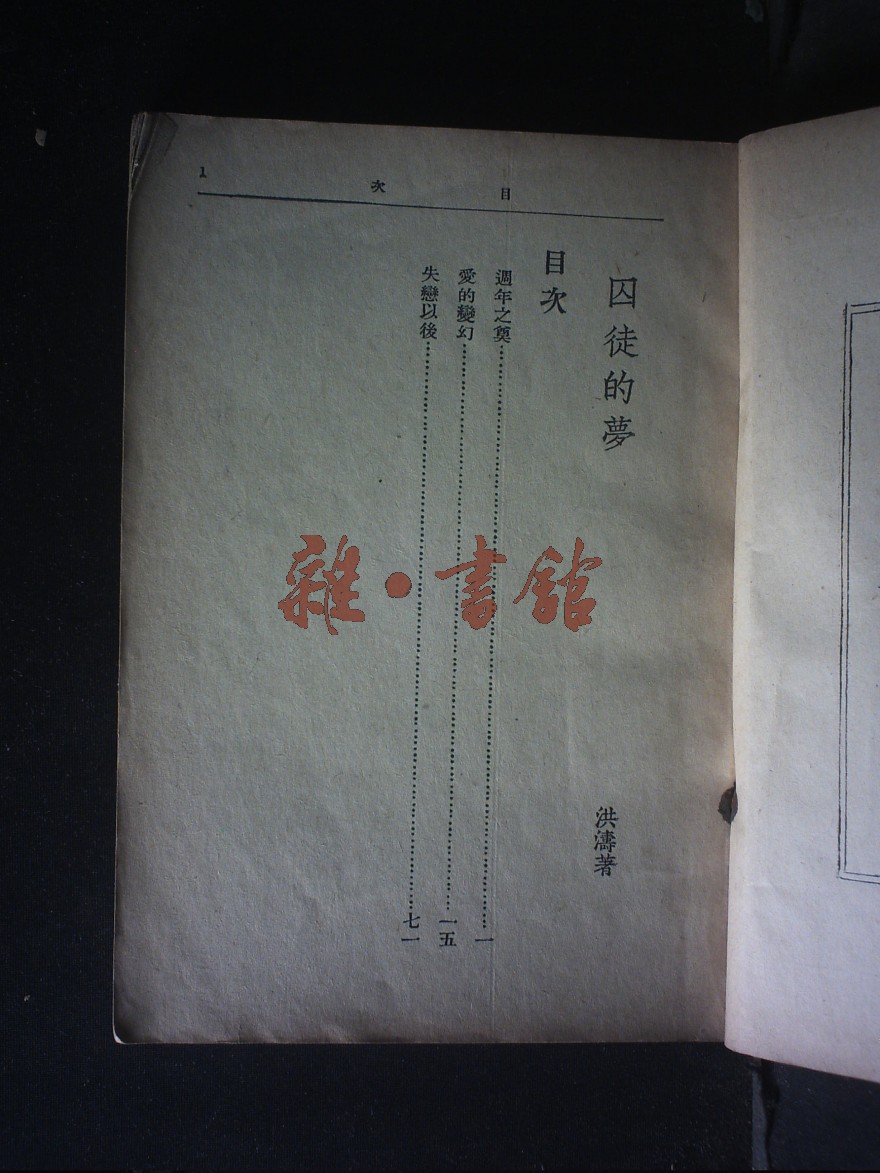 目次
1
囚徒的夢
洪濤著
目次
週年之奠……一
愛的變幻……一五
失戀以後……七一
雜·書館